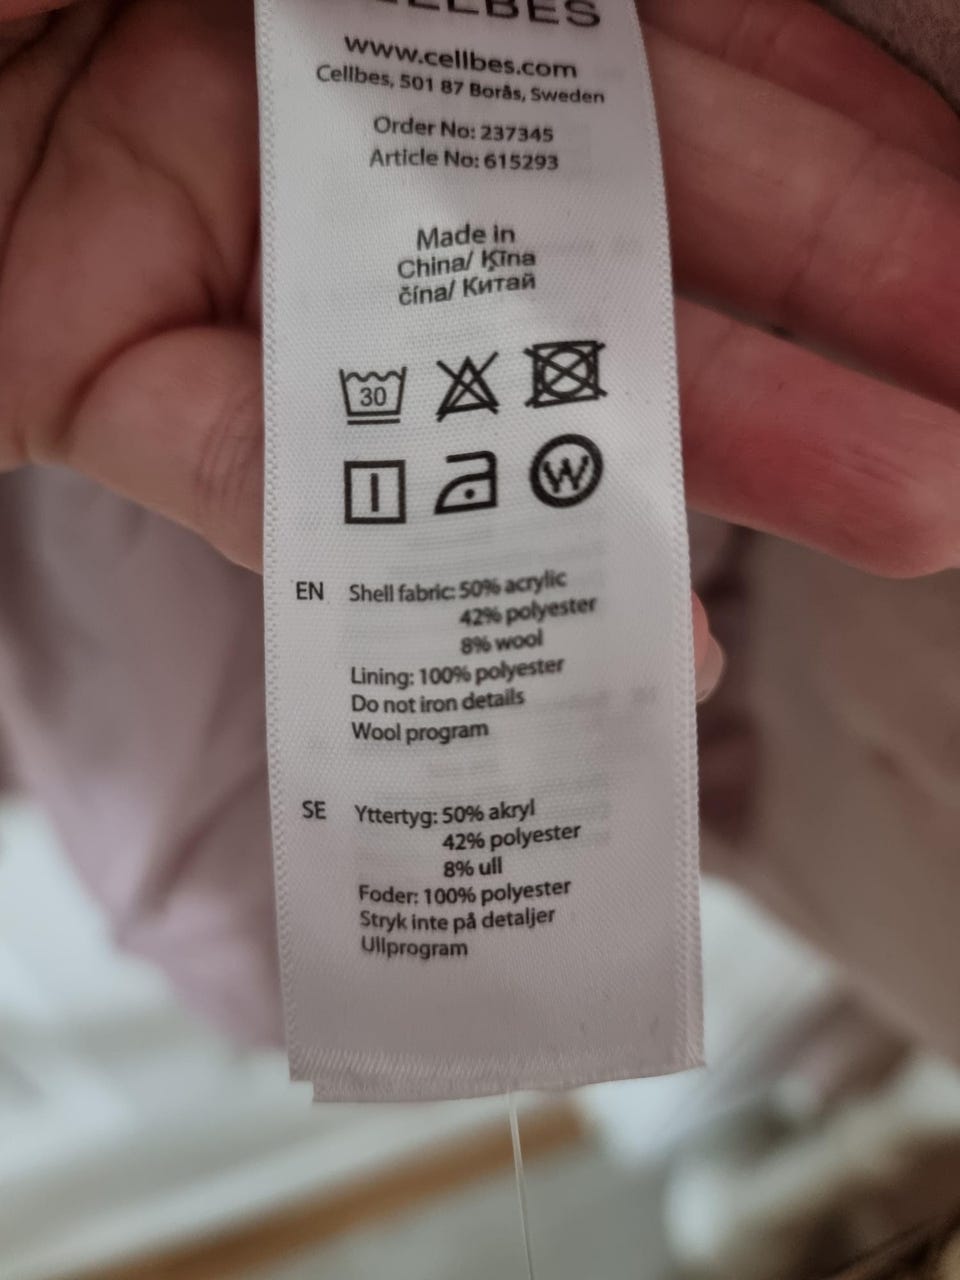 CELLBES
www.cellbes.com
Cellbes, 501 87 Borås, Sweden
Order No: 237345
Article No: 615293
Made in
China/ Ķīna
čína/ Китай
30
W
EN Shell fabric: 50% acrylic
42% polyester
8% wool
Lining: 100% polyester
Do not iron details
Wool program
SE Yttertyg: 50% akryl
42% polyester
8% ull
Foder: 100% polyester
Stryk inte på detaljer
Ullprogram